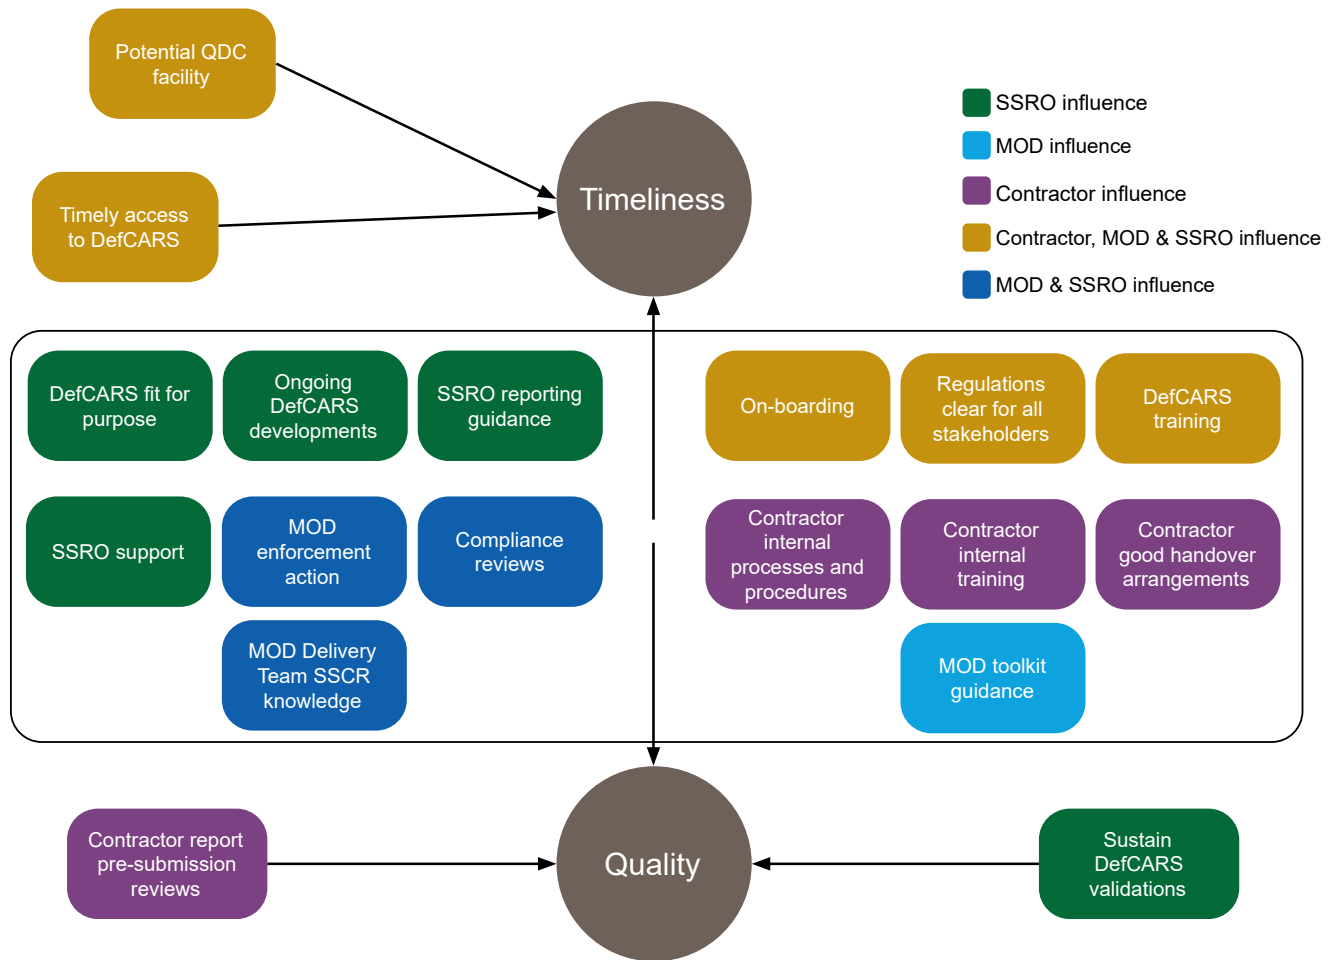 Potential QDC
facility
Timely access
to DefCARS
Timeliness
SSRO influence
MOD influence
Contractor influence
Contractor, MOD & SSRO influence
MOD & SSRO influence
DefCARS fit for
purpose
Ongoing
DefCARS
developments
SSRO reporting
guidance
On-boarding
Regulations
clear for all
stakeholders
DefCARS
training
SSRO support
MOD
enforcement
action
Compliance
reviews
Contractor
internal
processes and
procedures
Contractor
internal
training
Contractor
good handover
arrangements
MOD Delivery
Team SSCR
knowledge
MOD toolkit
guidance
Contractor report
pre-submission
reviews
Quality
Sustain
DefCARS
validations